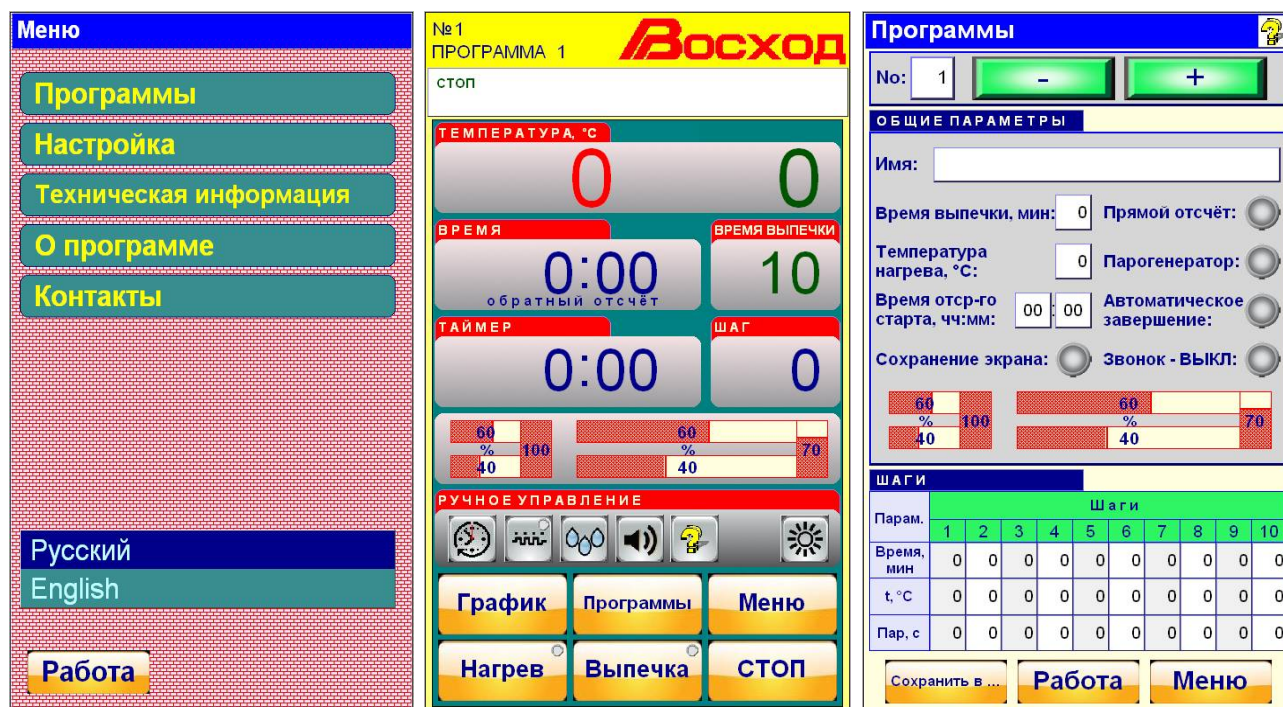 Меню
Программы
Настройка
Техническая информация
О программе
Контакты
Русский
English
Работа
№1
ПРОГРАММА 1
Восход
стоп
ТЕМПЕРАТУРА, °С
0 0
ВРЕМЯ
0:00
обратный отсчёт
ВРЕМЯ ВЫПЕЧКИ
10
ТАЙМЕР
0:00
ШАГ
0
60
% 100
40
60
% 70
40
РУЧНОЕ УПРАВЛЕНИЕ
График Программы Меню
Нагрев Выпечка СТОП
Программы
No: 1 - +
ОБЩИЕ ПАРАМЕТРЫ
Имя:
Время выпечки, мин: 0 Прямой отсчёт:
Температура
нагрева, °С: 0 Парогенератор:
Время отср-го
старта, чч:мм: 00 : 00
Автоматическое
завершение:
Сохранение экрана: Звонок - ВЫКЛ:
60
% 100
40
60
% 70
40
ШАГИ
Парам. Шаги
1 2 3 4 5 6 7 8 9 10
Время,
мин 0 0 0 0 0 0 0 0 0 0
t, °C 0 0 0 0 0 0 0 0 0 0
Пар, с 0 0 0 0 0 0 0 0 0 0
Сохранить в ... Работа Меню